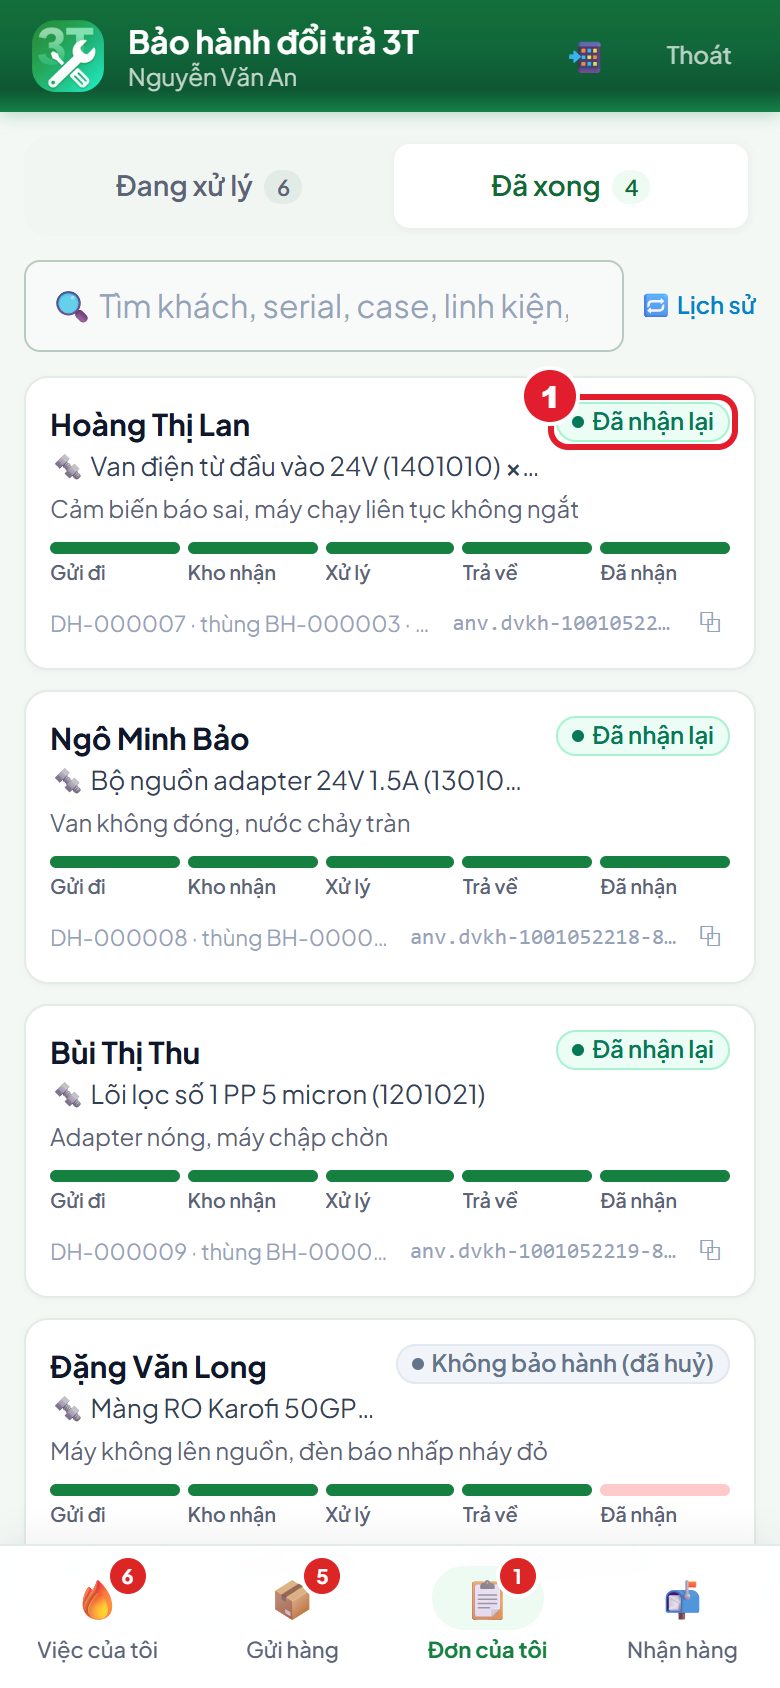 3T
Bảo hành đổi trả 3T
Nguyễn Văn An
Thoát
Đang xử lý 6
Đã xong 4
Tìm khách, serial, case, linh kiện,
Lịch sử
1
Hoàng Thị Lan
Đã nhận lại
Van điện từ đầu vào 24V (1401010) ×...
Cảm biến báo sai, máy chạy liên tục không ngắt
Gửi đi Kho nhận Xử lý Trả về Đã nhận
DH-000007 · thùng BH-000003 · ... anv.dvkh-10010522...
Ngô Minh Bảo
Đã nhận lại
Bộ nguồn adapter 24V 1.5A (13010...
Van không đóng, nước chảy tràn
Gửi đi Kho nhận Xử lý Trả về Đã nhận
DH-000008 · thùng BH-0000... anv.dvkh-1001052218-8...
Bùi Thị Thu
Đã nhận lại
Lõi lọc số 1 PP 5 micron (1201021)
Adapter nóng, máy chập chờn
Gửi đi Kho nhận Xử lý Trả về Đã nhận
DH-000009 · thùng BH-0000... anv.dvkh-1001052219-8...
Đặng Văn Long
Không bảo hành (đã huỷ)
Màng RO Karofi 50GP...
Máy không lên nguồn, đèn báo nhấp nháy đỏ
Gửi đi Kho nhận Xử lý Trả về Đã nhận
6 5 1
Việc của tôi Gửi hàng Đơn của tôi Nhận hàng